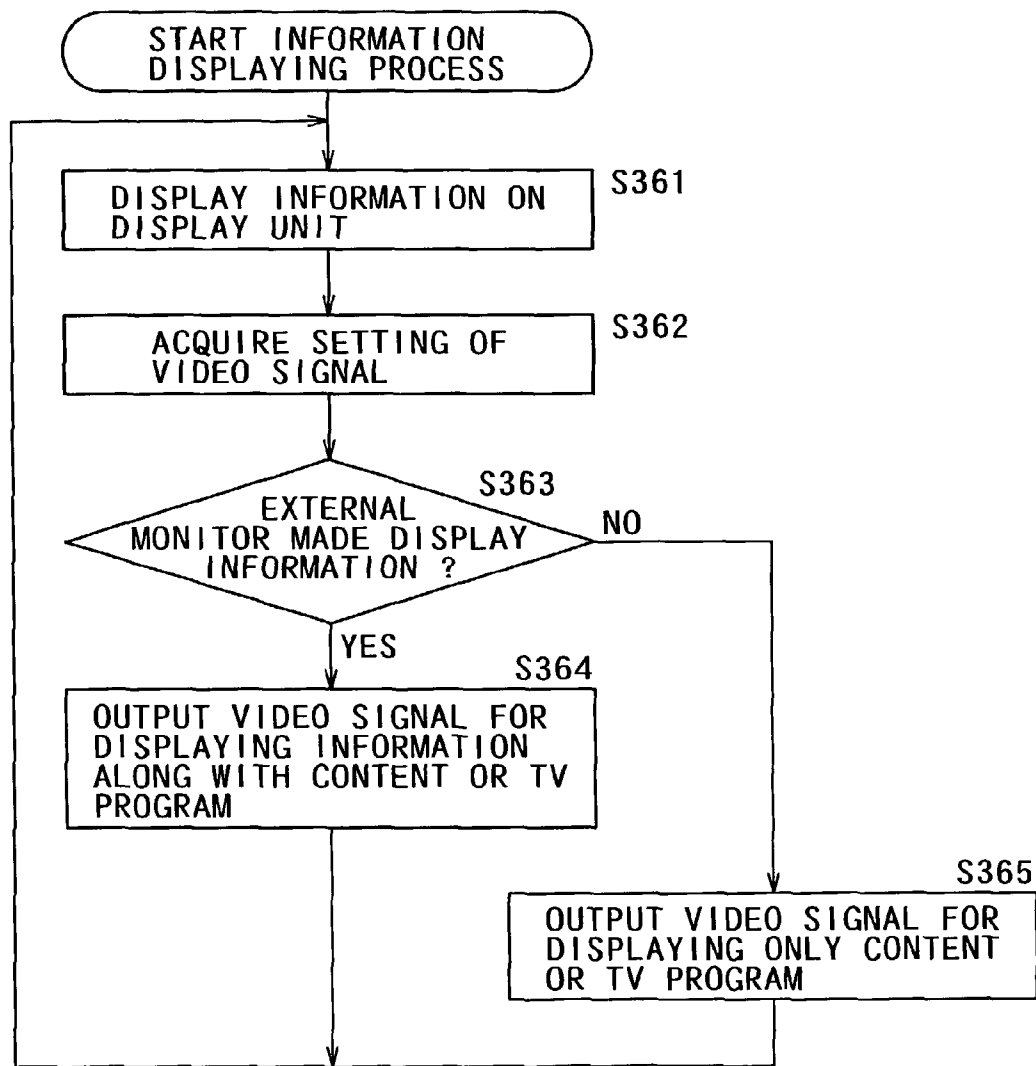 START INFORMATION
DISPLAYING PROCESS
S361
DISPLAY INFORMATION ON
DISPLAY UNIT
S362
ACQUIRE SETTING OF
VIDEO SIGNAL
S363
EXTERNAL
MONITOR MADE DISPLAY
INFORMATION ?
NO
YES
S364
OUTPUT VIDEO SIGNAL FOR
DISPLAYING INFORMATION
ALONG WITH CONTENT OR TV
PROGRAM
S365
OUTPUT VIDEO SIGNAL FOR
DISPLAYING ONLY CONTENT
OR TV PROGRAM